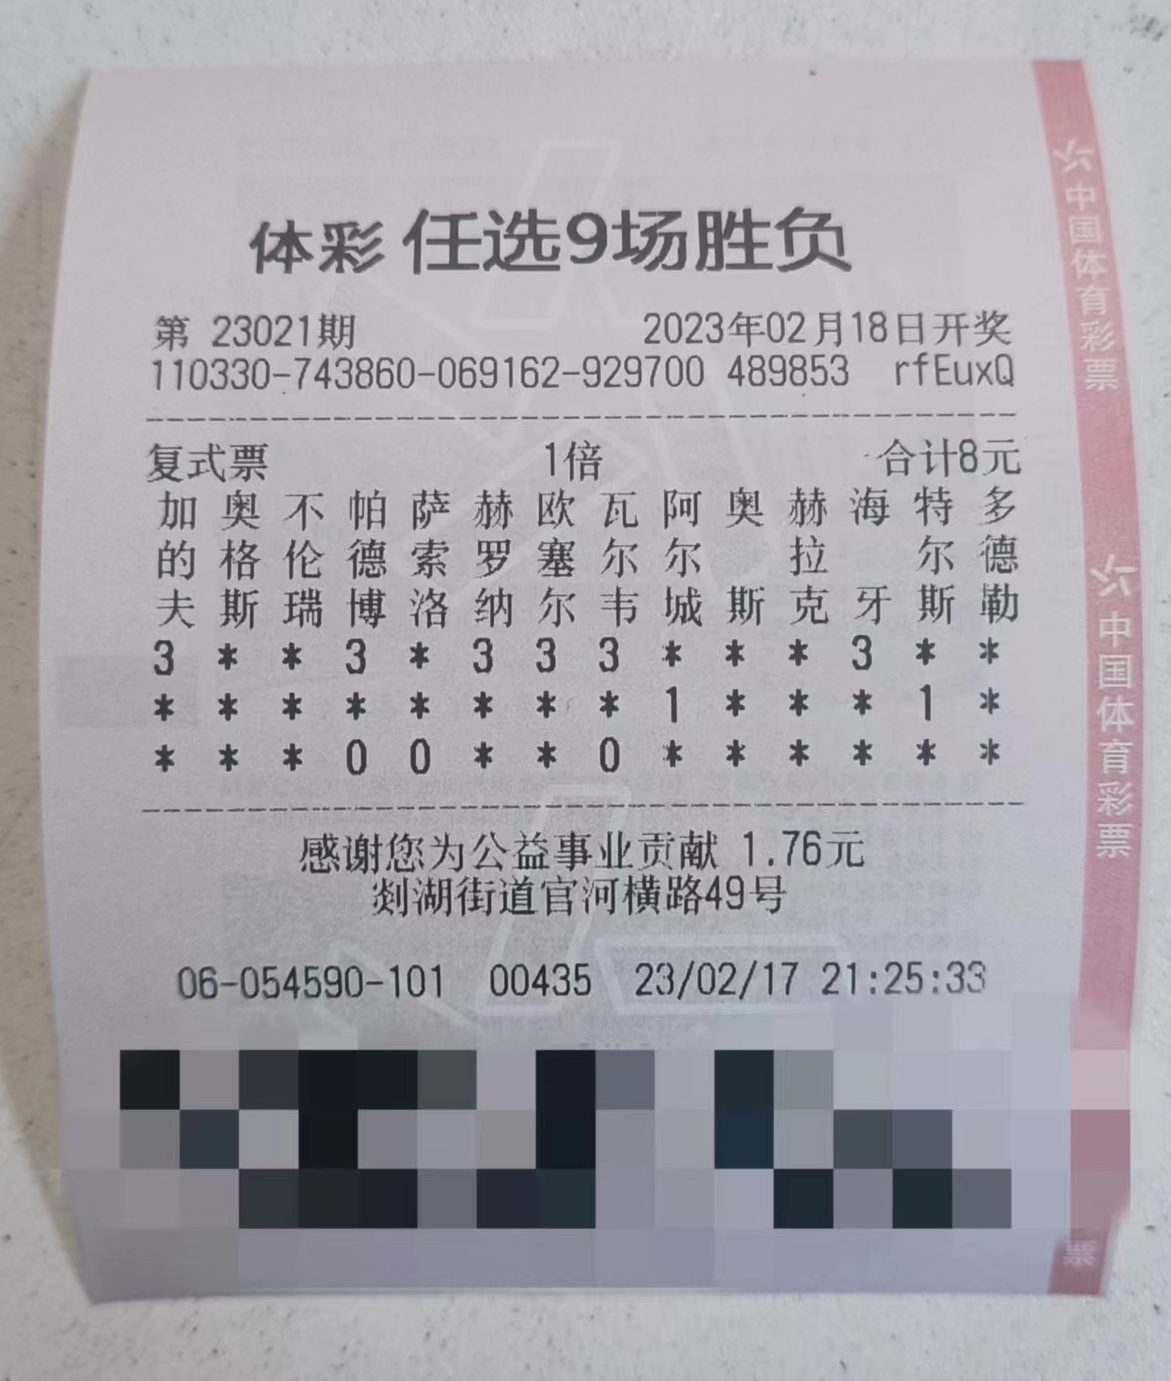 体彩 任选9场胜负
第 23021期 2023年02月18日开奖
110330-743860-069162-929700 489853 rfEuxQ
复式票 1倍 合计8元
加 奥 不 帕 萨 赫 欧 瓦 阿 奥 赫 海 特 多
的 格 伦 德 索 罗 塞 尔 尔 拉 尔 德
夫 斯 瑞 博 洛 纳 尔 韦 城 斯 克 牙 斯 勒
3 * * 3 * 3 3 3 * * * 3 * *
* * * * * * * * 1 * * * 1 *
* * * 0 0 * * 0 * * * * * *
感谢您为公益事业贡献 1.76元
剡湖街道官河横路49号
06-054590-101 00435 23/02/17 21:25:33
中国体育彩票
中国体育彩票
票